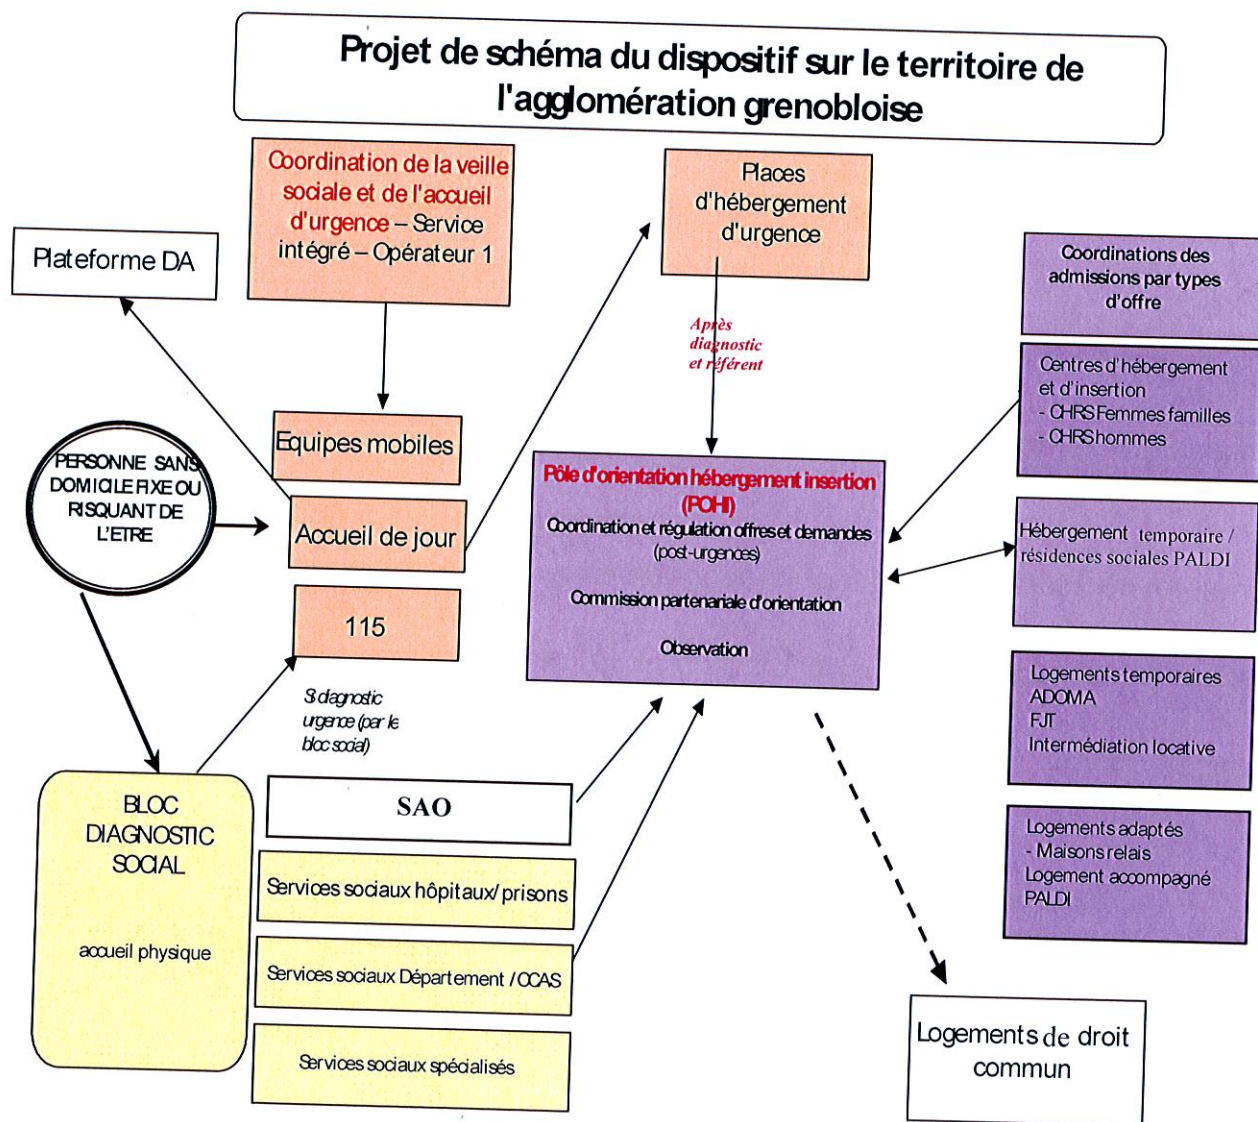 Projet de schéma du dispositif sur le territoire de
l'agglomération grenobloise
Coordination de la veille
sociale et de l'accueil
d'urgence – Service
intégré – Opérateur 1
Places
d'hébergement
d'urgence
Plateforme DA
Coordinations des
admissions par types
d'offre
Après
diagnostic
et référent
Centres d'hébergement
et d'insertion
- CHRS Femmes familles
- CHRS hommes
Equipes mobiles
PERSONNE SANS
DOMICILE FIXE OU
RISQUANT DE
L'ETRE
Accueil de jour
115
Pôle d'orientation hébergement insertion
(POHI)
Coordination et régulation offres et demandes
(post-urgences)
Commission partenariale d'orientation
Observation
Hébergement temporaire /
résidences sociales PALDI
Logements temporaires
ADOMA
FJT
Intermédiation locative
Si diagnostic
urgence (par le
bloc social)
BLOC
DIAGNOSTIC
SOCIAL
accueil physique
SAO
Services sociaux hôpitaux/ prisons
Services sociaux Département / CCAS
Services sociaux spécialisés
Logements adaptés
- Maisons relais
Logement accompagné
PALDI
Logements de droit
commun